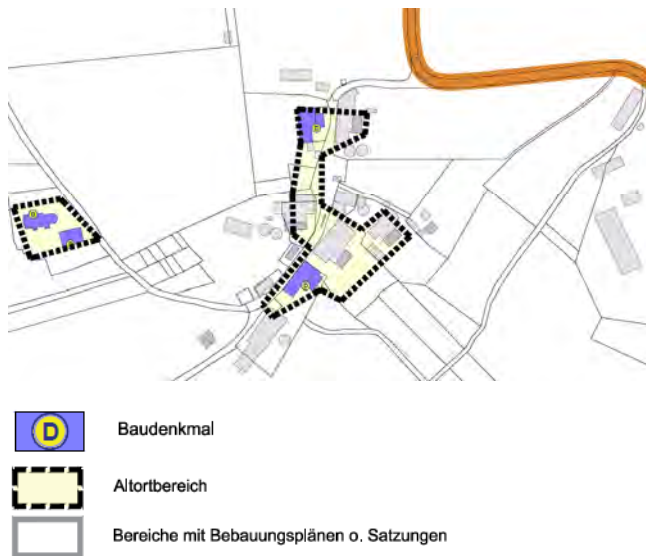 D
D
D
D
D
Baudenkmal
Altortbereich
Bereiche mit Bebauungsplänen o. Satzungen